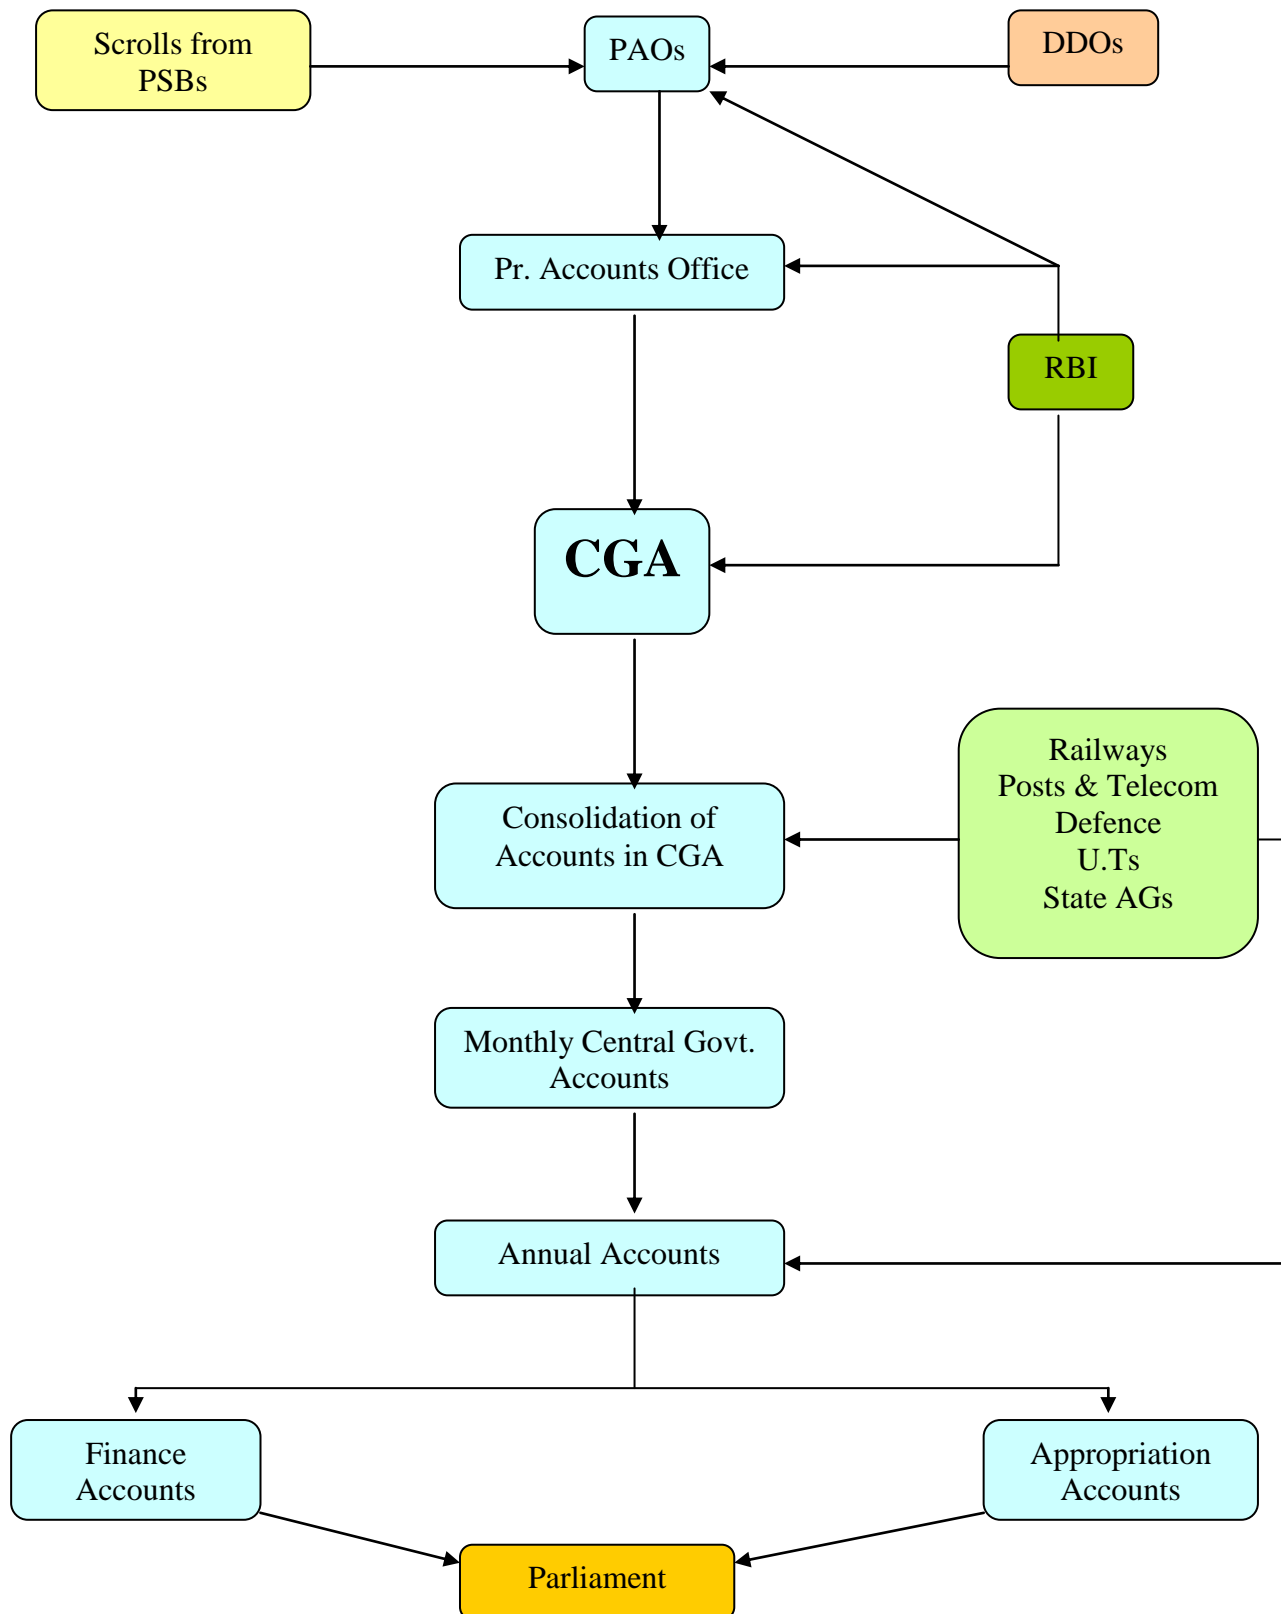 Scrolls from
PSBs
PAOs
DDOs
Pr. Accounts Office
RBI
CGA
Railways
Posts & Telecom
Defence
U.Ts
State AGs
Consolidation of
Accounts in CGA
Monthly Central Govt.
Accounts
Annual Accounts
Finance
Accounts
Appropriation
Accounts
Parliament